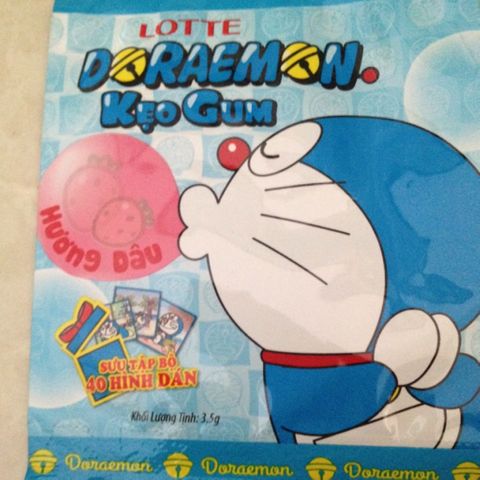 LOTTE
DORAEMON
KẸO GUM
Hương Dâu
SƯU TẬP BỘ
40 HÌNH DÁN
Khối Lượng Tịnh: 3,5g
Doraemon Doraemon Doraemon